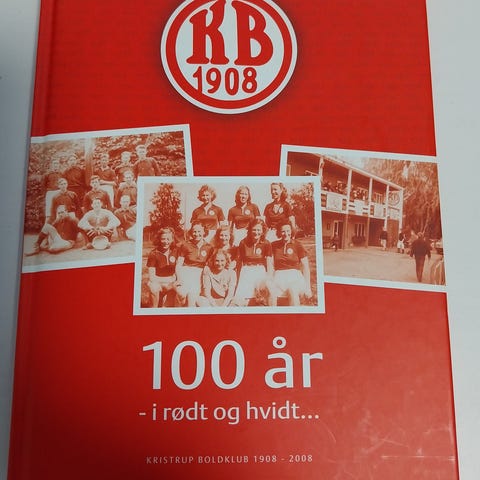 KB
1908
100 år
- i rødt og hvidt...
KRISTRUP BOLDKLUB 1908 - 2008